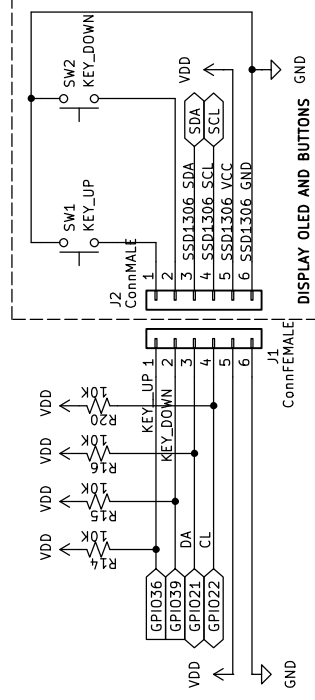 SW2
KEY_DOWN
VDD
GND
SW1
KEY_UP
SDA
SCL
J2
ConnMALE
1
2
3
4
5
6
SSD1306 SDA
SSD1306 SCL
SSD1306 VCC
SSD1306 GND
DISPLAY OLED AND BUTTONS
VDD
VDD
VDD
VDD
10K
10K
10K
10K
R14
R15
R16
R20
KEY_UP
KEY_DOWN
DA
CL
1
2
3
4
5
6
J1
ConnFEMALE
GPIO36
GPIO39
GPIO21
GPIO22
VDD
GND